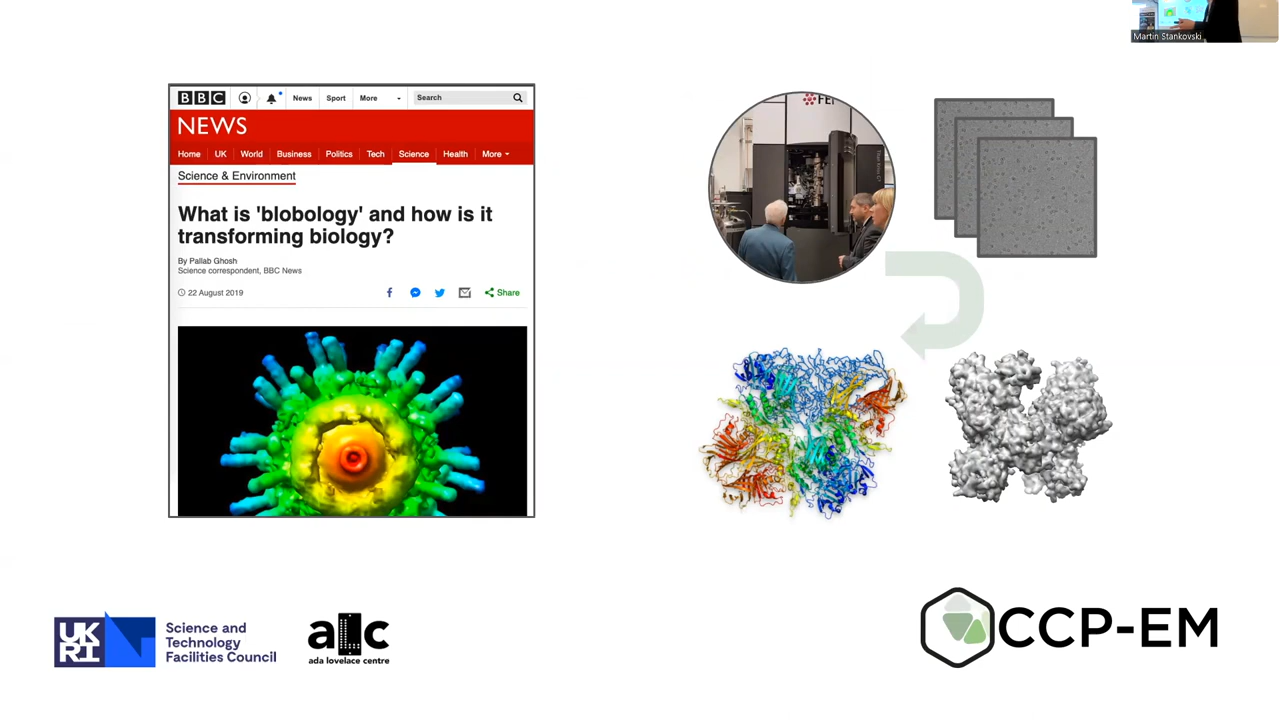 Martin Stankovski
BBC
News Sport More Search
NEWS
Home UK World Business Politics Tech Science Health More
Science & Environment
What is 'blobology' and how is it
transforming biology?
By Pallab Ghosh
Science correspondent, BBC News
22 August 2019
Share
FEI
UKRI
Science and
Technology
Facilities Council
alc
ada lovelace centre
CCP-EM